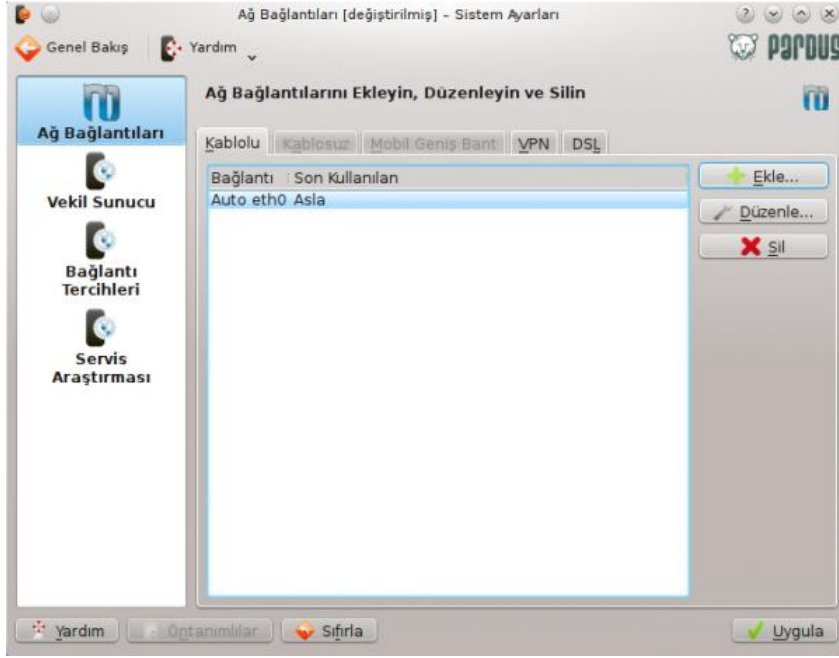 Ağ Bağlantıları [değiştirilmiş] – Sistem Ayarları
Genel Bakış Yardım
PARDUS
Ağ Bağlantıları
Vekil Sunucu
Bağlantı
Tercihleri
Servis
Araştırması
Ağ Bağlantılarını Ekleyin, Düzenleyin ve Silin
Kablolu Kablosuz Mobil Geniş Bant VPN DSL
Bağlantı Son Kullanılan
Auto eth0 Asla
Ekle...
Düzenle...
Sil
Yardım Öntanımlılar Sıfırla Uygula